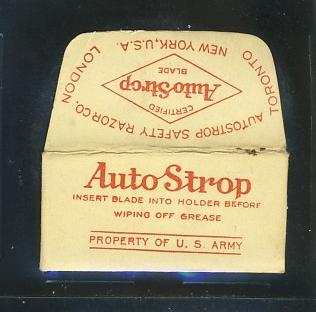 TORONTO NEW YORK, U.S.A. LONDON
AUTOSTROP SAFETY RAZOR CO.
CERTIFIED
AutoStrop
BLADE
AutoStrop
INSERT BLADE INTO HOLDER BEFORE
WIPING OFF GREASE
PROPERTY OF U. S. ARMY